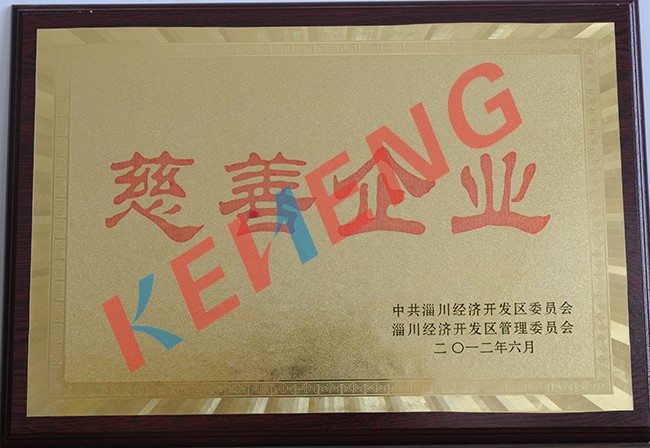 慈善企业
KEHENG
中共淄川经济开发区委员会
淄川经济开发区管理委员会
二〇一二年六月